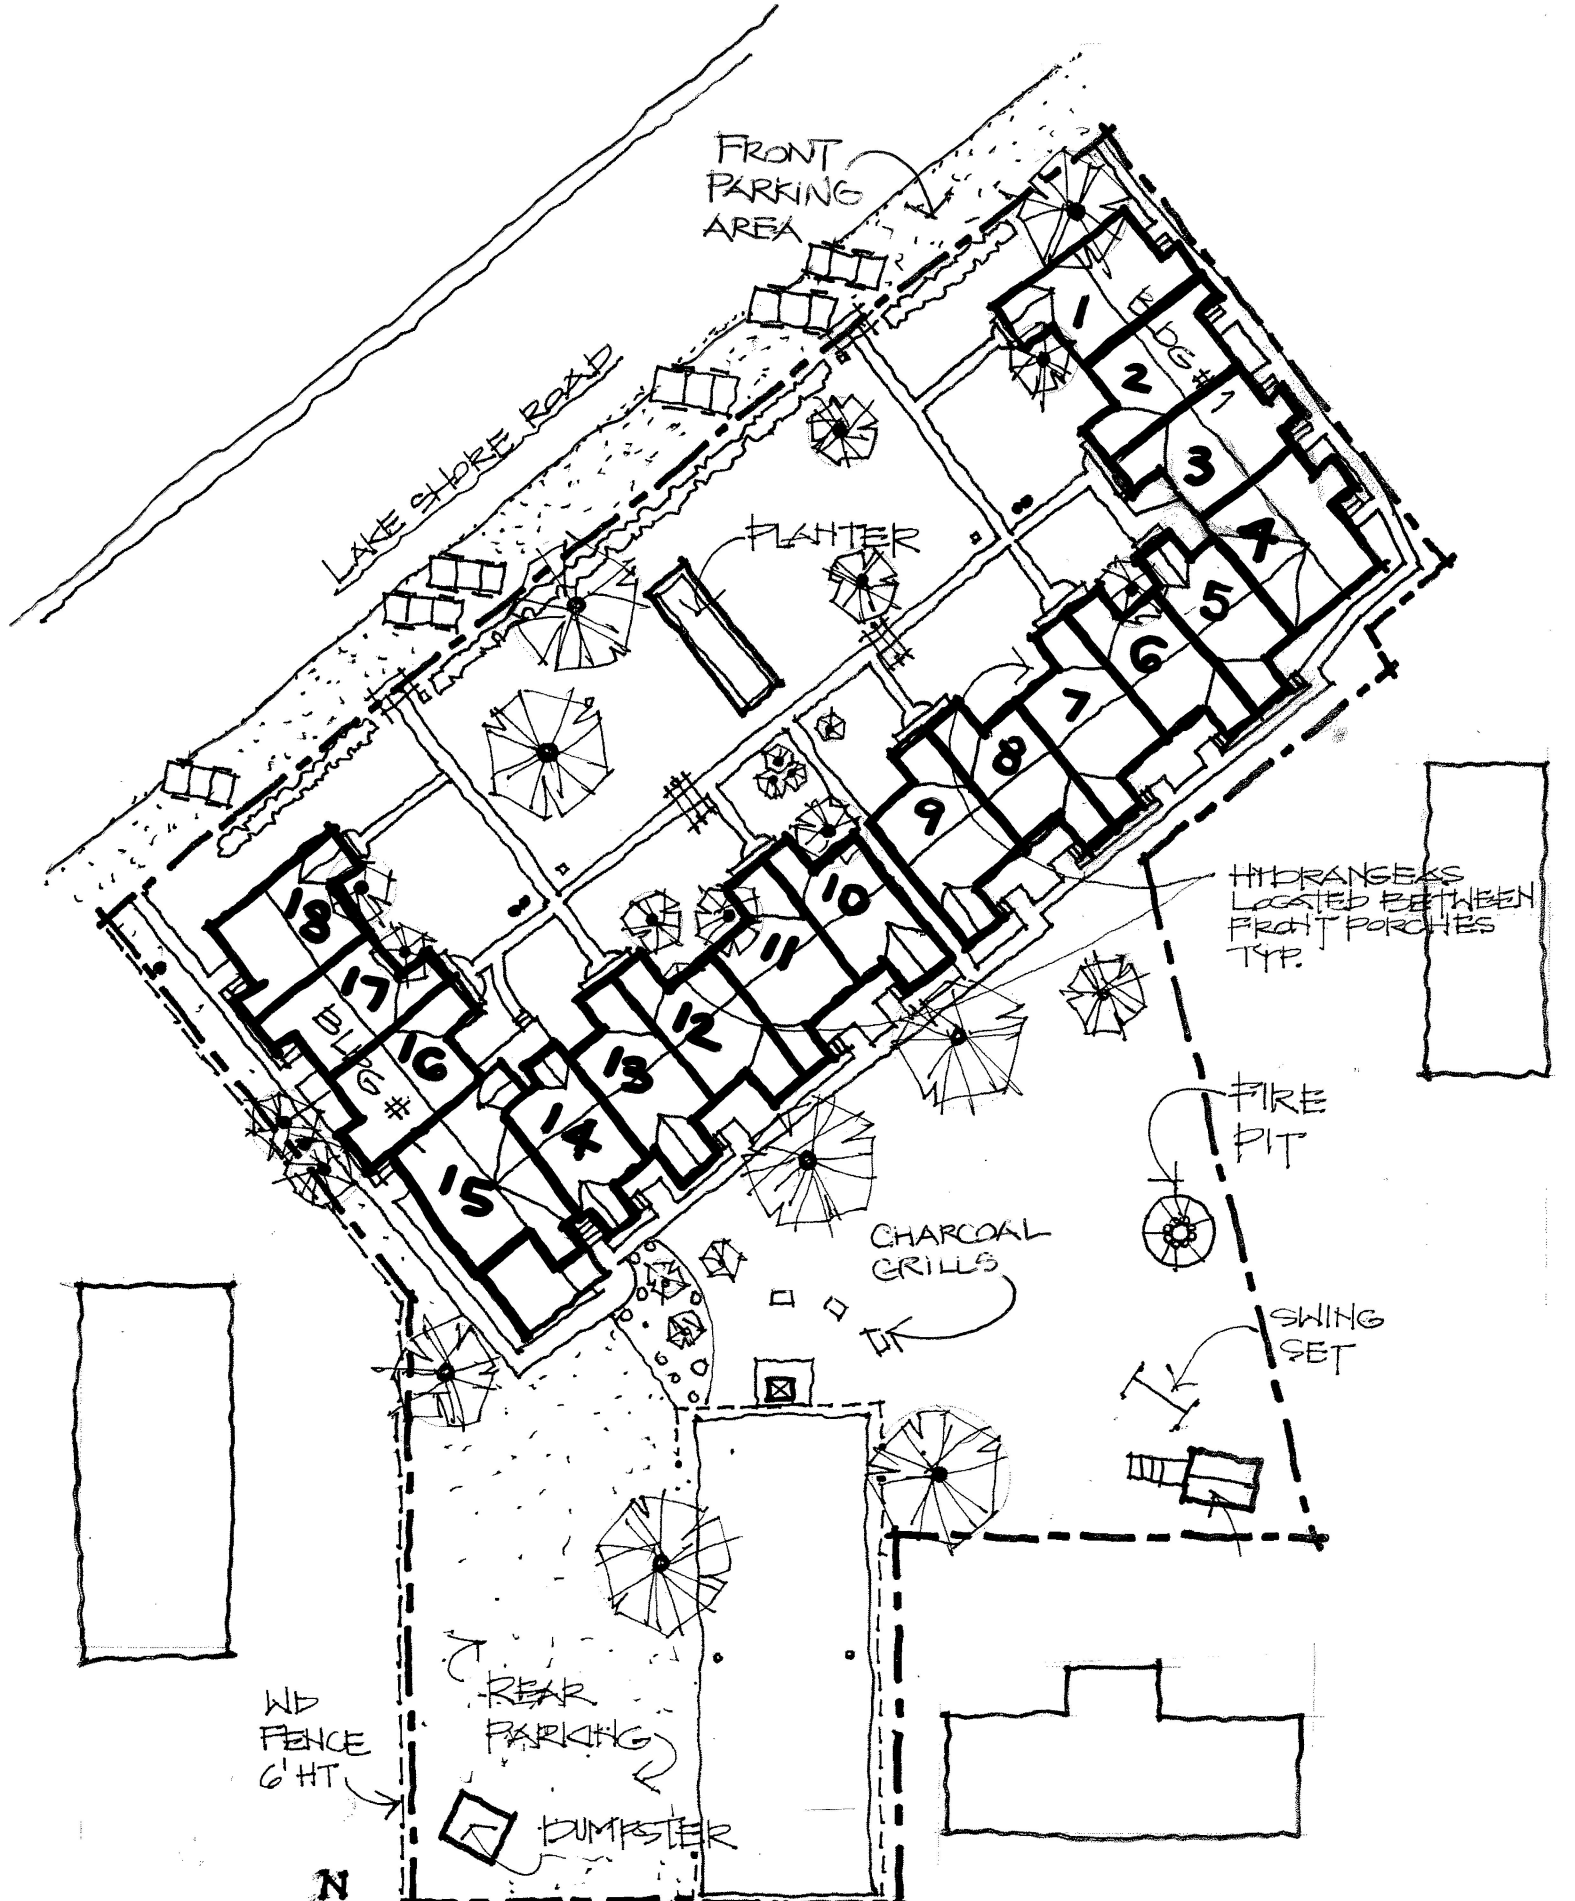 FRONT
PARKING
AREA
LAKE SHORE ROAD
1
BLDG
#1
2
3
4
5
6
7
8
9
PLANTER
10
11
12
13
14
15
16
17
18
BLDG
#
HYDRANGEAS
LOCATED BETWEEN
FRONT PORCHES
TYP.
FIRE
PIT
CHARCOAL
GRILLS
SWING
SET
REAR
PARKING
WD
FENCE
6' HT
DUMPSTER
N